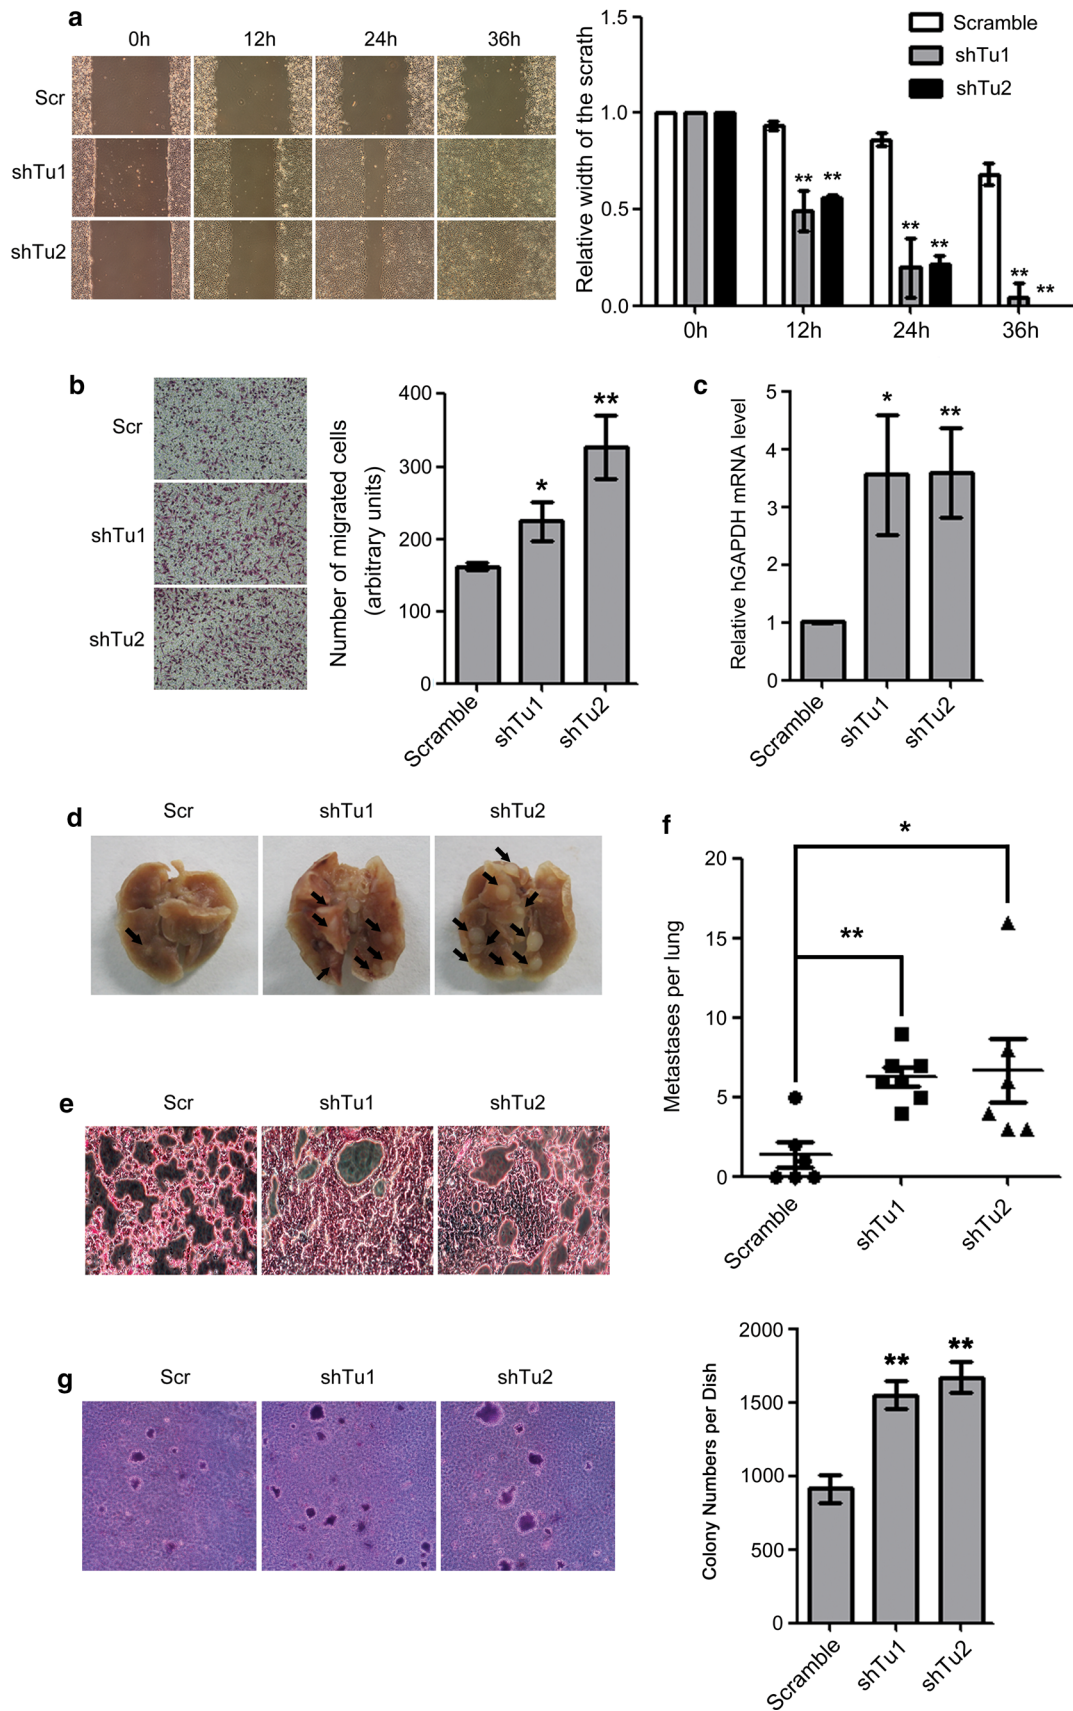 a
0h 12h 24h 36h
Scr
shTu1
shTu2
Relative width of the scrath
1.5
1.0
0.5
0.0
Scramble
shTu1
shTu2
** **
** **
** **
0h 12h 24h 36h
b
Scr
shTu1
shTu2
Number of migrated cells
(arbitrary units)
400
300
200
100
0
*
**
Scramble
shTu1
shTu2
c
Relative hGAPDH mRNA level
5
4
3
2
1
0
*
**
Scramble
shTu1
shTu2
d
Scr shTu1 shTu2
e
Scr shTu1 shTu2
f
Metastases per lung
20
15
10
5
0
*
**
Scramble
shTu1
shTu2
g
Scr shTu1 shTu2
Colony Numbers per Dish
2000
1500
1000
500
0
**
**
Scramble
shTu1
shTu2